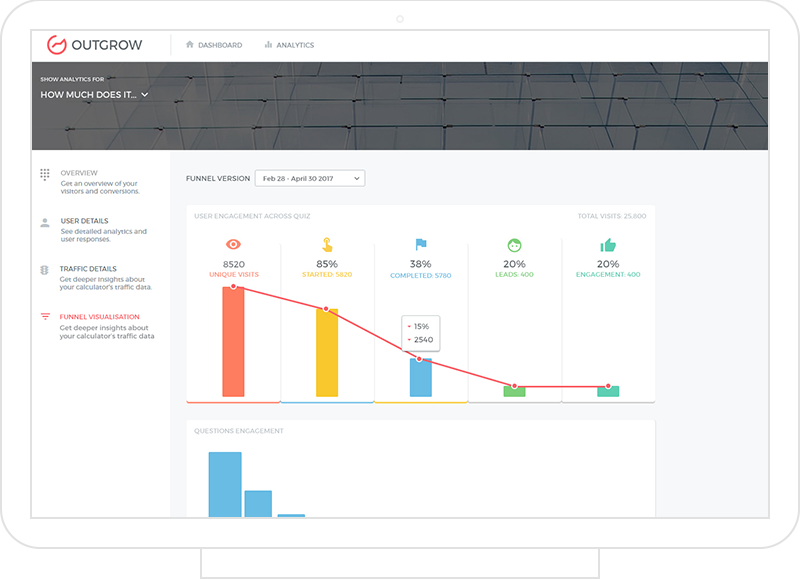 OUTGROW
DASHBOARD
ANALYTICS
SHOW ANALYTICS FOR
HOW MUCH DOES IT...
OVERVIEW
Get an overview of your
visitors and conversions.
USER DETAILS
See detailed analytics and
user responses.
TRAFFIC DETAILS
Get deeper insights about
your calculator's traffic data.
FUNNEL VISUALISATION
Get deeper insights about
your calculator's traffic data
FUNNEL VERSION
Feb 28 - April 30 2017
USER ENGAGEMENT ACROSS QUIZ
TOTAL VISITS: 25,600
8520
UNIQUE VISITS
85%
STARTED: 5820
38%
COMPLETED: 5780
20%
LEADS: 400
20%
ENGAGEMENT: 400
15%
2540
QUESTIONS ENGAGEMENT